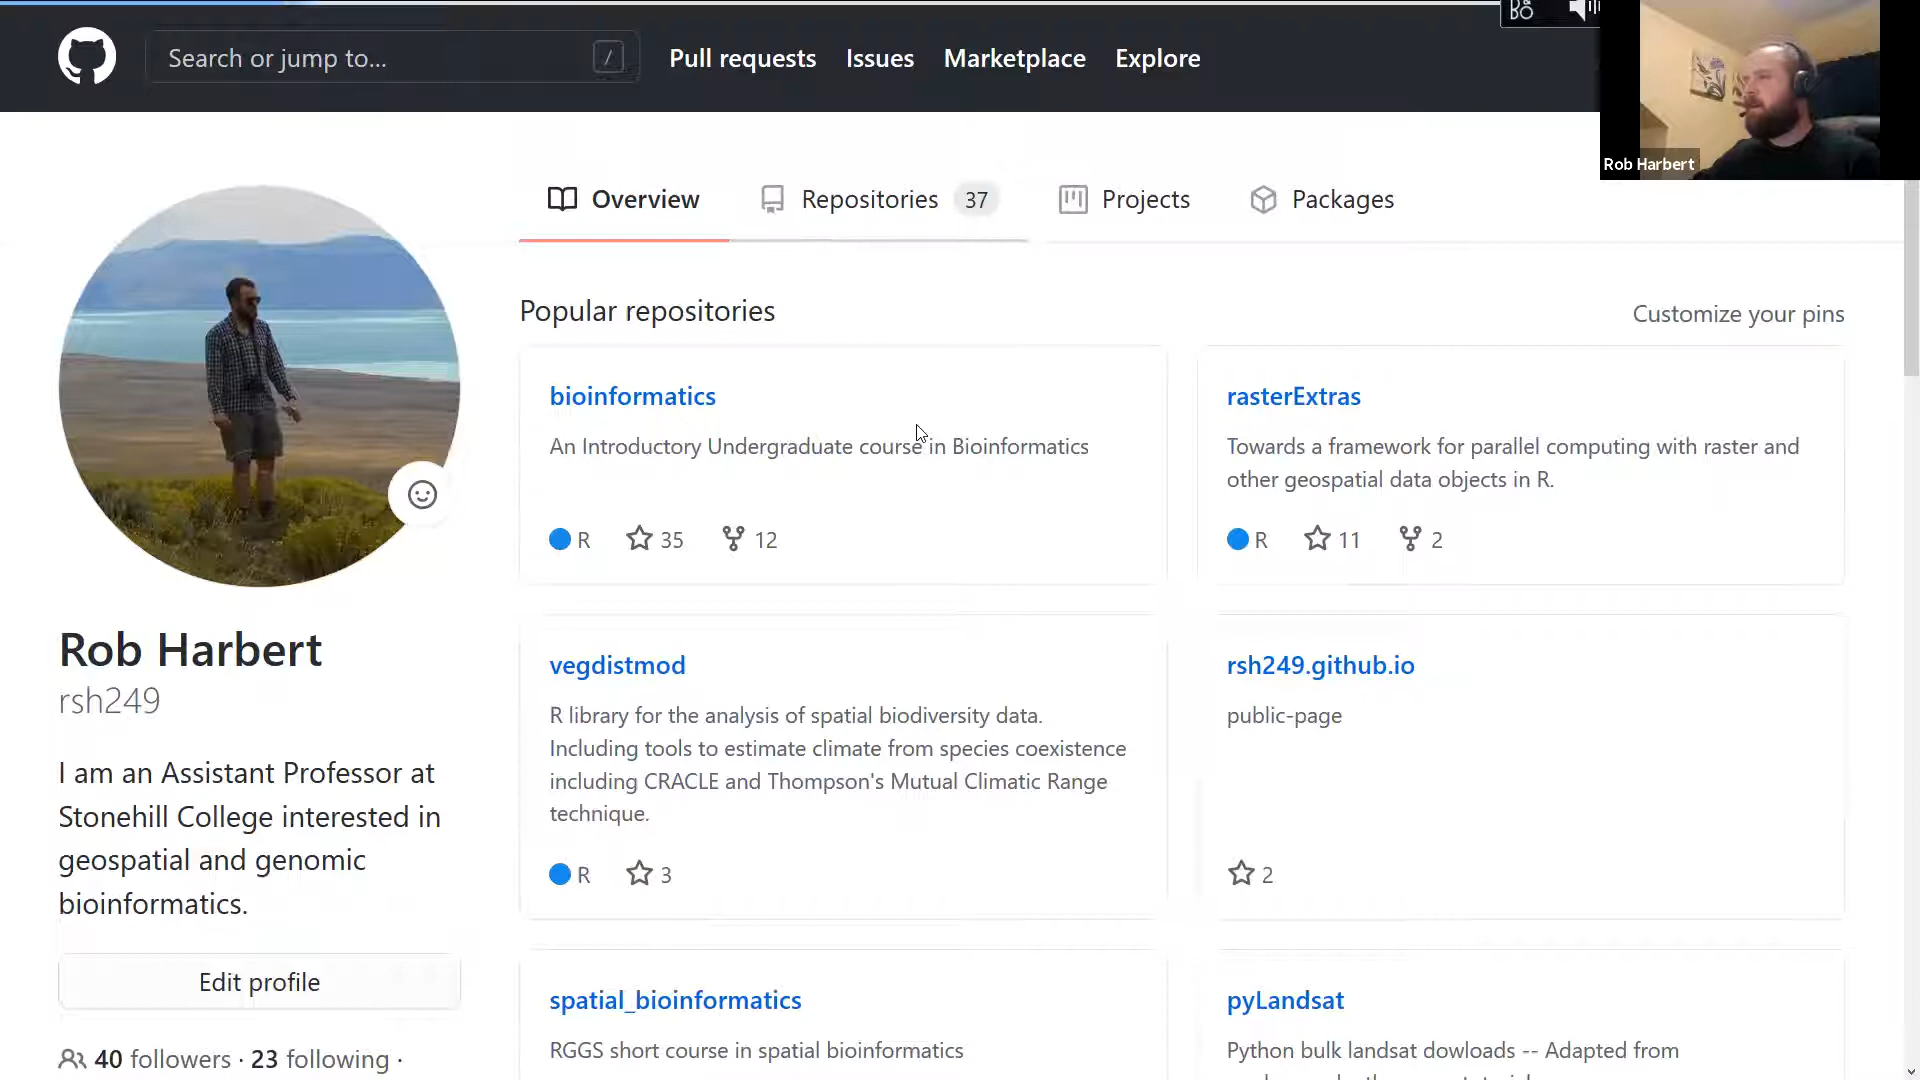 Search or jump to...
/
Pull requests
Issues
Marketplace
Explore
Rob Harbert
Overview
Repositories 37
Projects
Packages
Popular repositories
Customize your pins
bioinformatics
An Introductory Undergraduate course in Bioinformatics
R 35 12
rasterExtras
Towards a framework for parallel computing with raster and
other geospatial data objects in R.
R 11 2
vegdistmod
R library for the analysis of spatial biodiversity data.
Including tools to estimate climate from species coexistence
including CRACLE and Thompson's Mutual Climatic Range
technique.
R 3
rsh249.github.io
public-page
2
spatial_bioinformatics
RGGS short course in spatial bioinformatics
pyLandsat
Python bulk landsat dowloads -- Adapted from
Rob Harbert
rsh249
I am an Assistant Professor at
Stonehill College interested in
geospatial and genomic
bioinformatics.
Edit profile
40 followers · 23 following ·